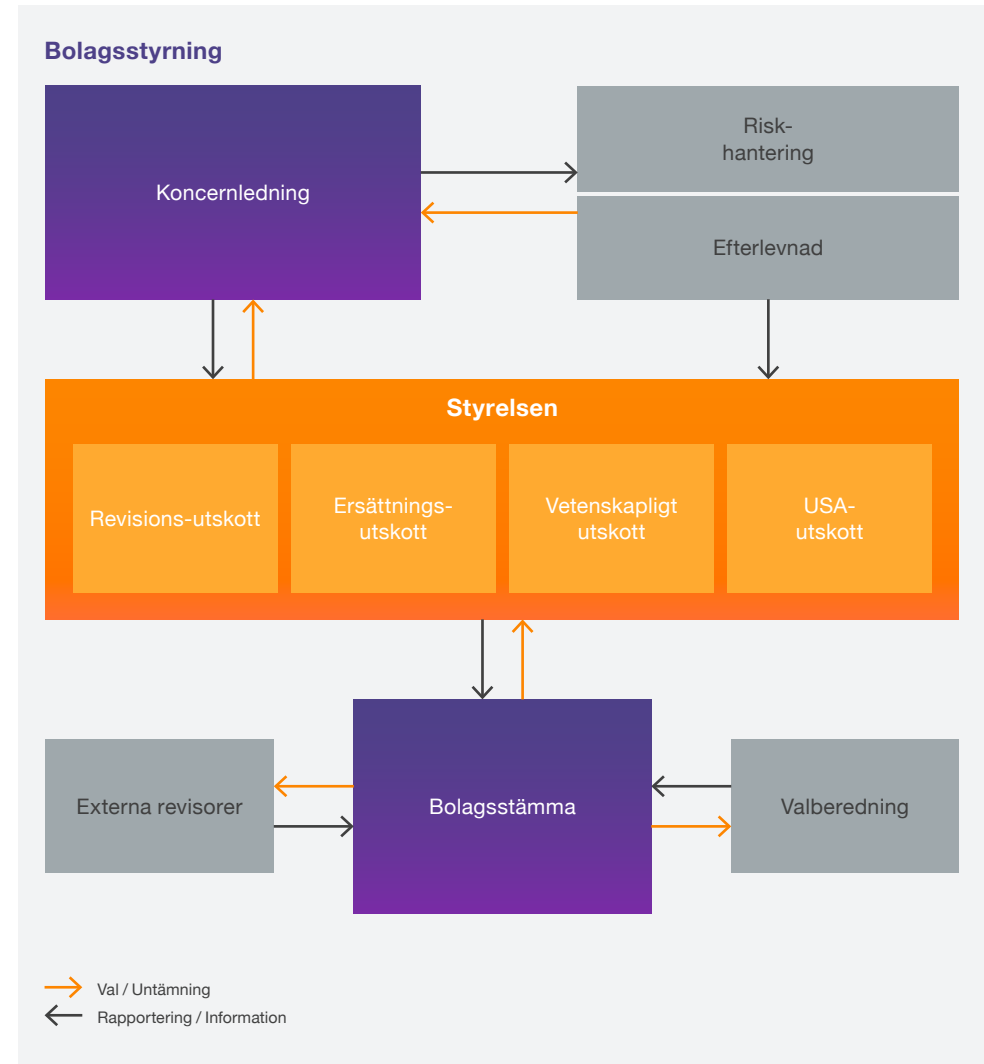 Bolagsstyrning
Koncernledning
Risk-
hantering
Efterlevnad
Styrelsen
Revisions-utskott
Ersättnings-
utskott
Vetenskapligt
utskott
USA-
utskott
Externa revisorer
Bolagsstämma
Valberedning
Val / Untämning
Rapportering / Information